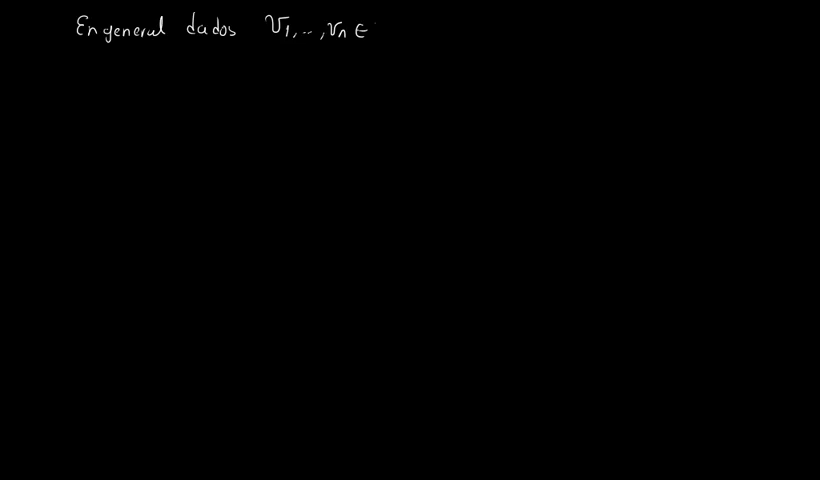 En general dados v₁,..,vₙ ∈